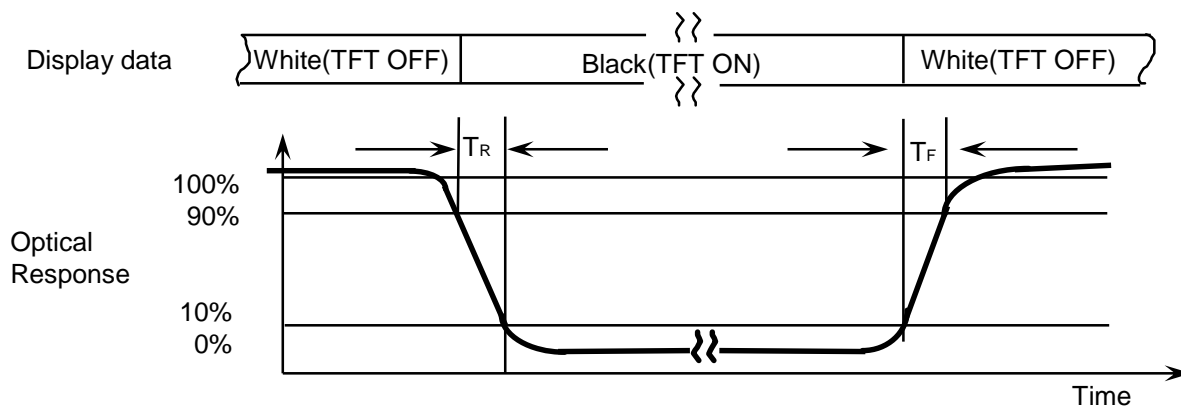 Display data
White(TFT OFF)
Black(TFT ON)
White(TFT OFF)
TR
TF
100%
90%
Optical
Response
10%
0%
Time